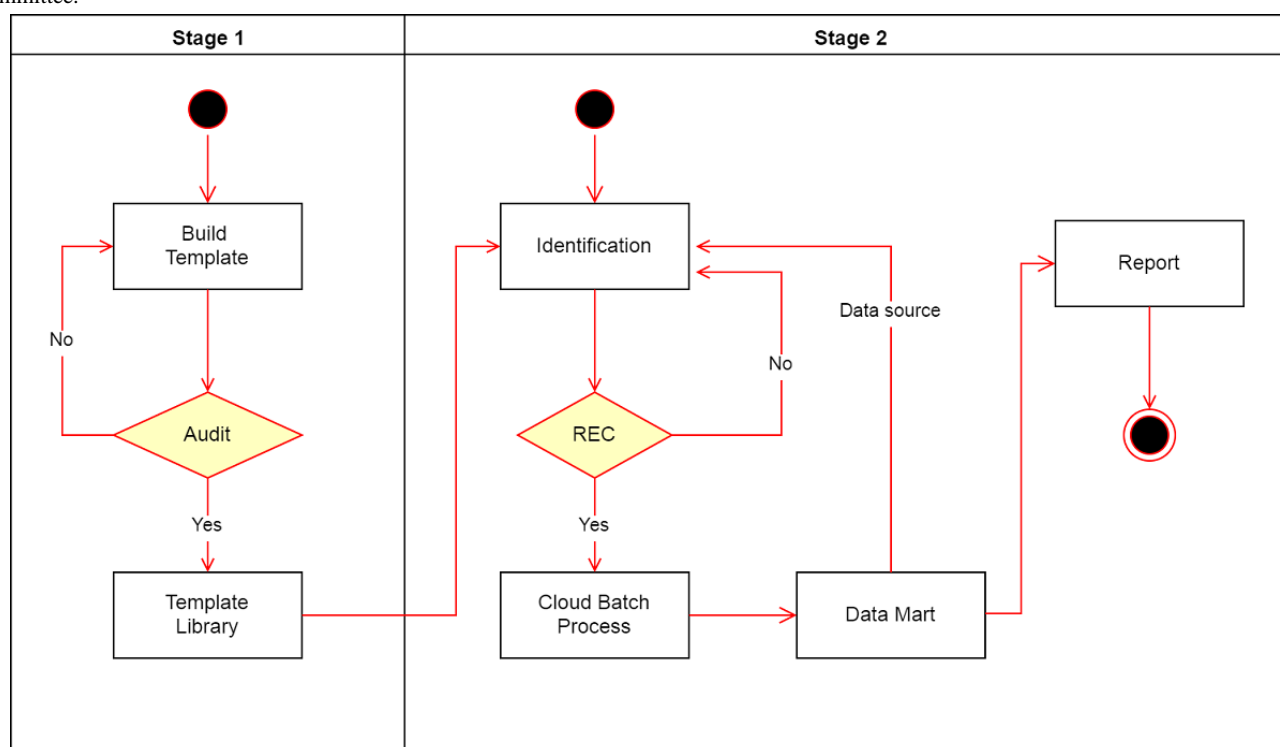 mmittee.
Stage 1
Stage 2
Build
Template
Identification
Report
Data source
No
No
Audit
REC
Yes
Yes
Template
Library
Cloud Batch
Process
Data Mart